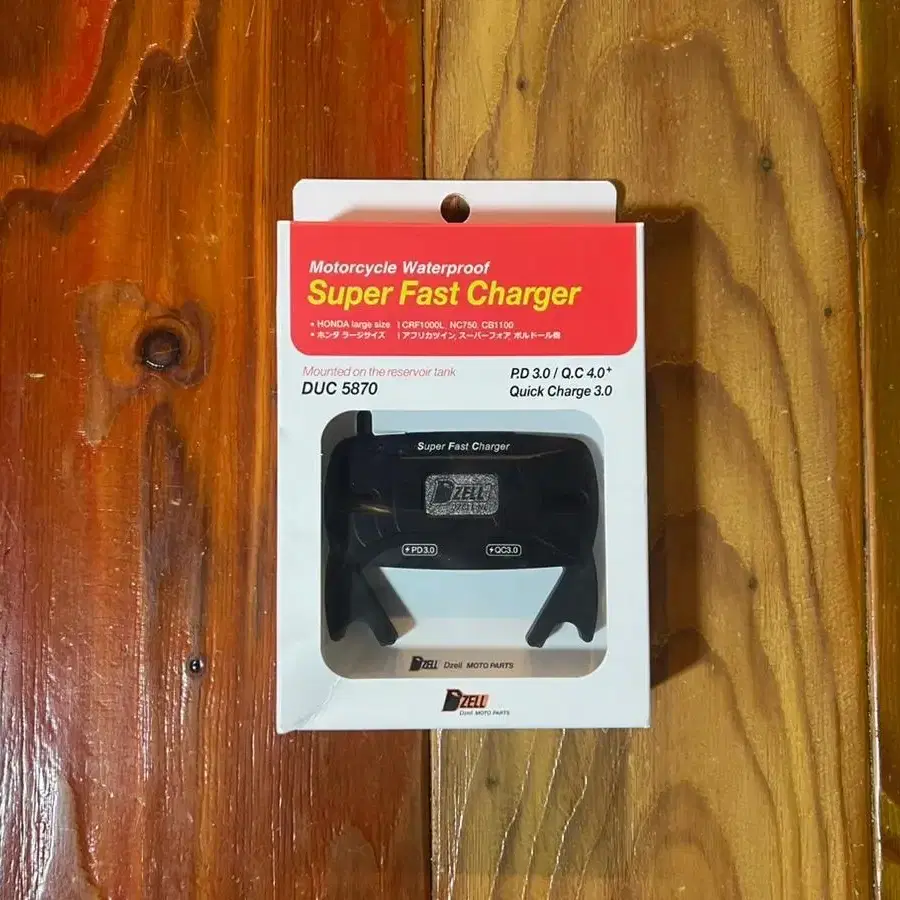 Motorcycle Waterproof
Super Fast Charger
• HONDA large size | CRF1000L, NC750, CB1100
• ホンダ ラージサイズ | アフリカツイン, スーパーフォア, ボルドール他
Mounted on the reservoir tank
DUC 5870
P.D 3.0 / Q.C 4.0+
Quick Charge 3.0
Super Fast Charger
DZELL
PD3.0
QC3.0
DZELL Dzell MOTO PARTS
DZELL
Dzell MOTO PARTS